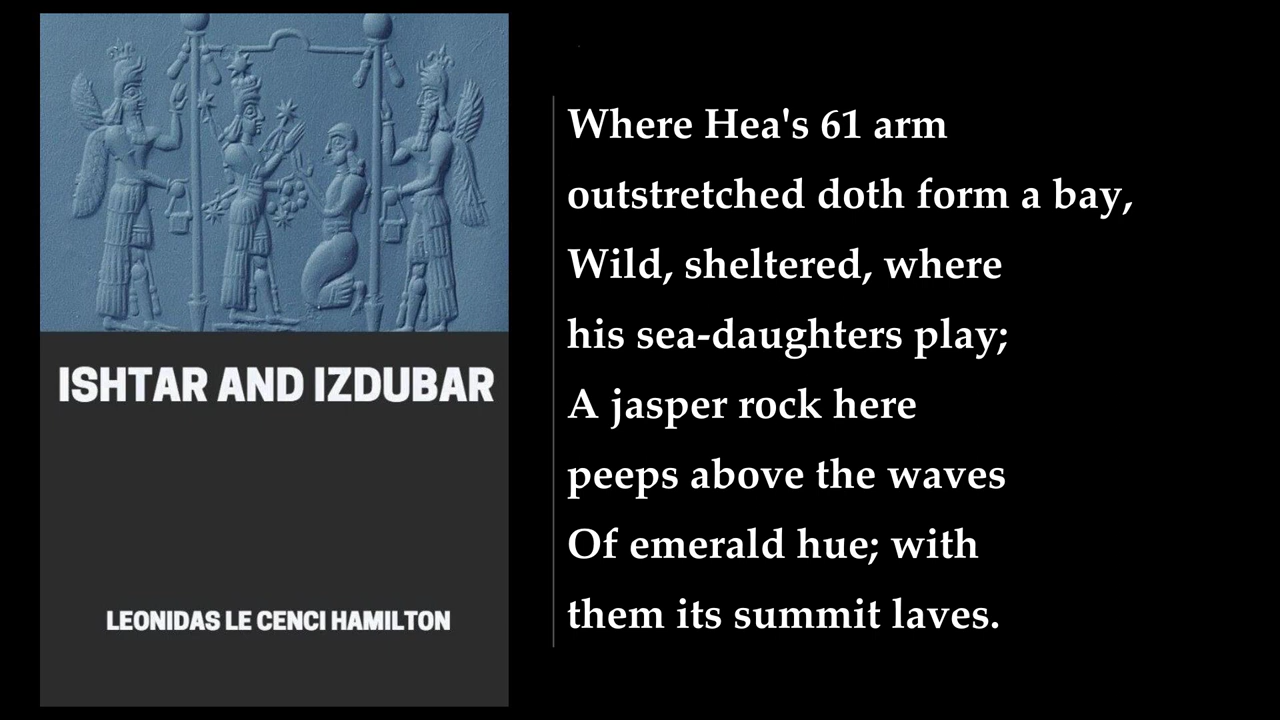 ISHTAR AND IZDUBAR
LEONIDAS LE CENCI HAMILTON
Where Hea's 61 arm
outstretched doth form a bay,
Wild, sheltered, where
his sea-daughters play;
A jasper rock here
peeps above the waves
Of emerald hue; with
them its summit laves.